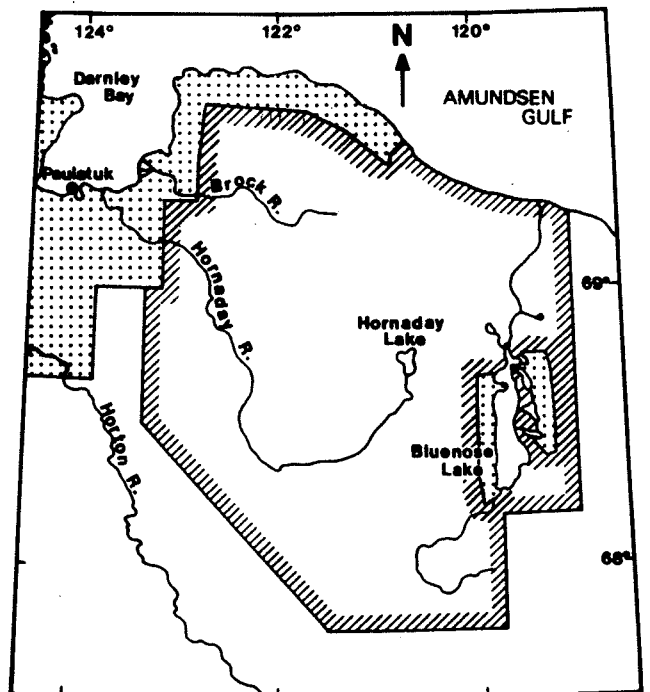 124°
122°
120°
N
Darnley
Bay
AMUNDSEN
GULF
Paulatuk
Brock R.
Hornaday R.
69°
Hornaday
Lake
Horton R.
Bluenose
Lake
68°